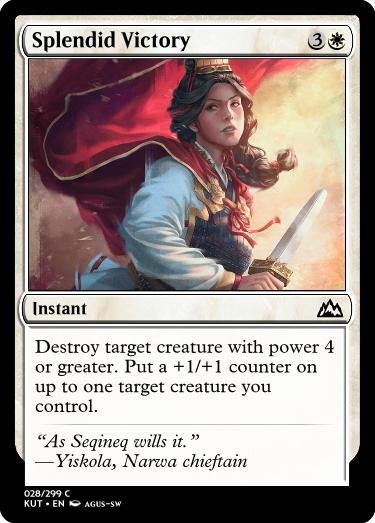 Splendid Victory 3
Instant
Destroy target creature with power 4
or greater. Put a +1/+1 counter on
up to one target creature you
control.
“As Seqineq wills it.”
—Yiskola, Narwa chieftain
028/299 C
KUT • EN AGUS-SW